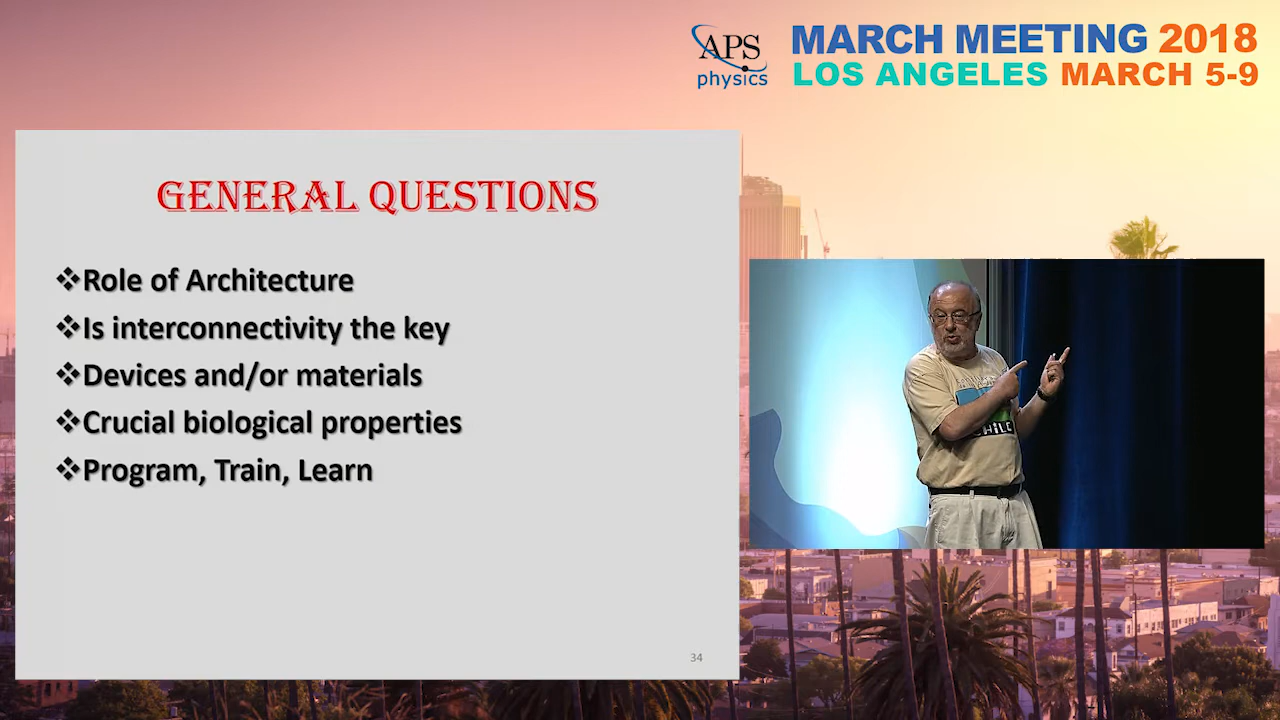 APS
physics
MARCH MEETING 2018
LOS ANGELES MARCH 5-9
GENERAL QUESTIONS
❖Role of Architecture
❖Is interconnectivity the key
❖Devices and/or materials
❖Crucial biological properties
❖Program, Train, Learn
34